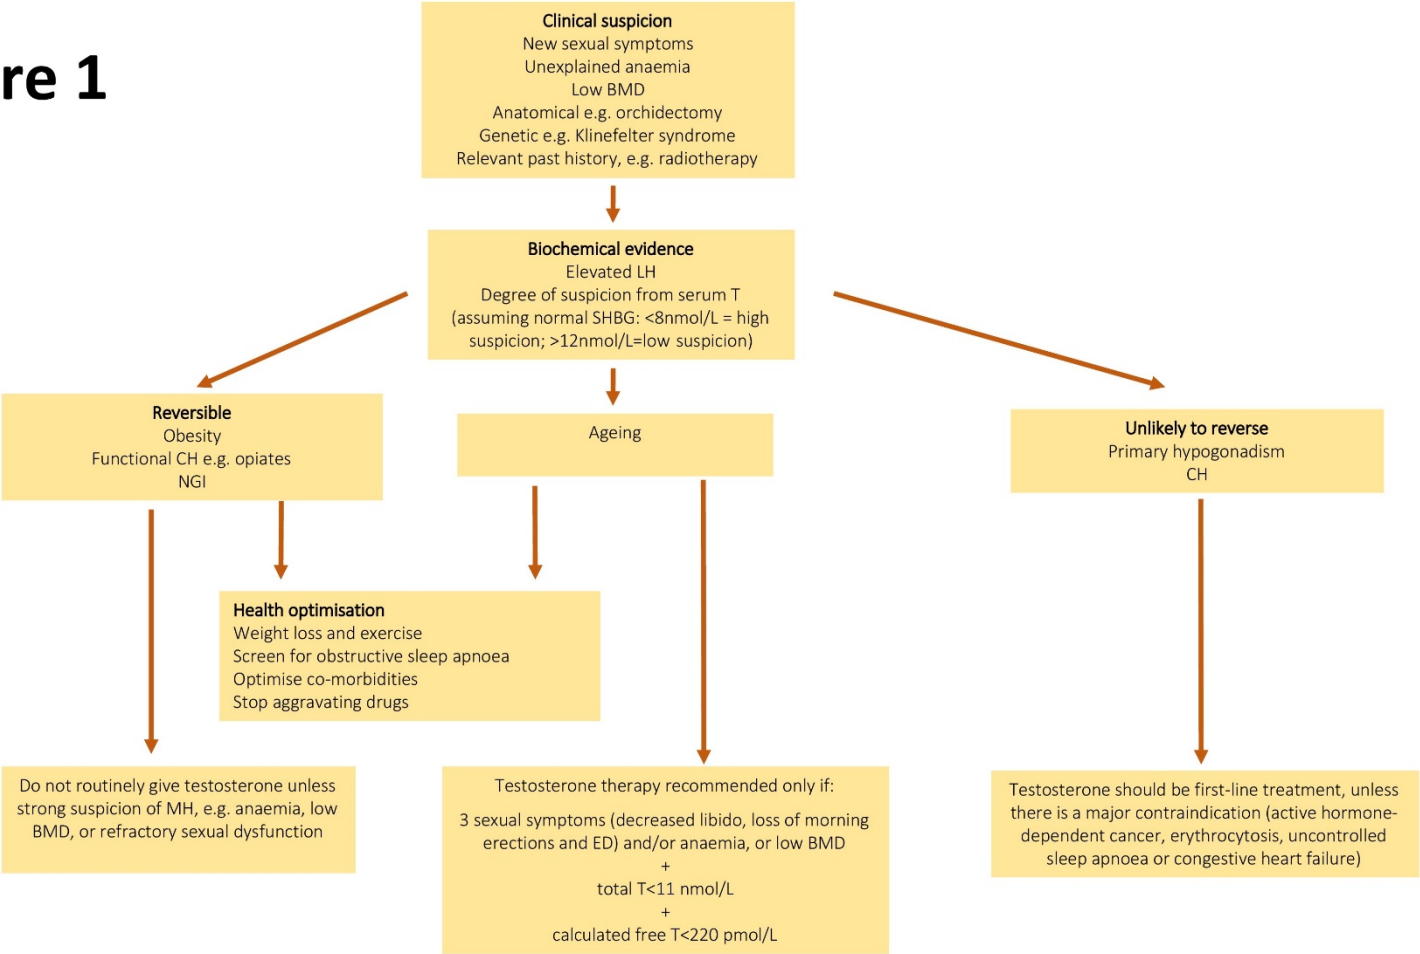 re 1
Clinical suspicion
New sexual symptoms
Unexplained anaemia
Low BMD
Anatomical e.g. orchidectomy
Genetic e.g. Klinefelter syndrome
Relevant past history, e.g. radiotherapy
Biochemical evidence
Elevated LH
Degree of suspicion from serum T
(assuming normal SHBG: <8nmol/L = high
suspicion; >12nmol/L=low suspicion)
Reversible
Obesity
Functional CH e.g. opiates
NGI
Ageing
Unlikely to reverse
Primary hypogonadism
CH
Health optimisation
Weight loss and exercise
Screen for obstructive sleep apnoea
Optimise co-morbidities
Stop aggravating drugs
Do not routinely give testosterone unless
strong suspicion of MH, e.g. anaemia, low
BMD, or refractory sexual dysfunction
Testosterone therapy recommended only if:
3 sexual symptoms (decreased libido, loss of morning
erections and ED) and/or anaemia, or low BMD
+
total T<11 nmol/L
+
calculated free T<220 pmol/L
Testosterone should be first-line treatment, unless
there is a major contraindication (active hormone-
dependent cancer, erythrocytosis, uncontrolled
sleep apnoea or congestive heart failure)